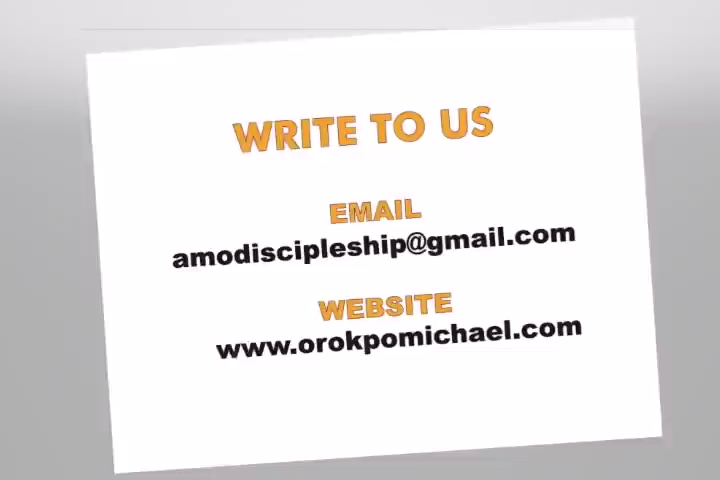 WRITE TO US
EMAIL
amodiscipleship@gmail.com
WEBSITE
www.orokpomichael.com